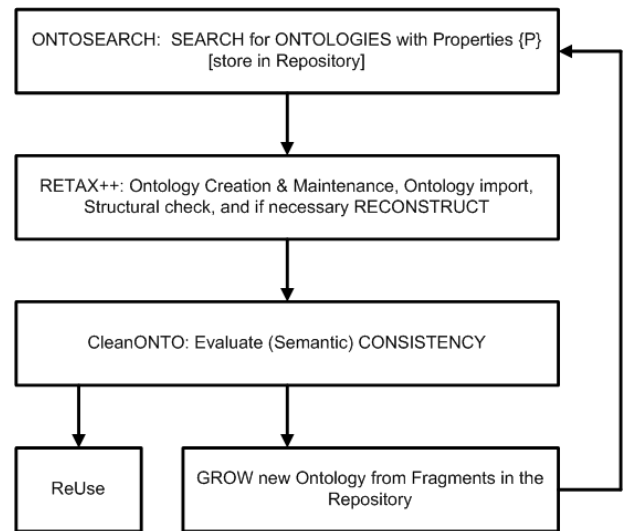 ONTOSEARCH:  SEARCH for ONTOLOGIES with Properties {P}
[store in Repository]
RETAX++: Ontology Creation & Maintenance, Ontology import,
Structural check, and if necessary RECONSTRUCT
CleanONTO: Evaluate (Semantic) CONSISTENCY
ReUse
GROW new Ontology from Fragments in the
Repository